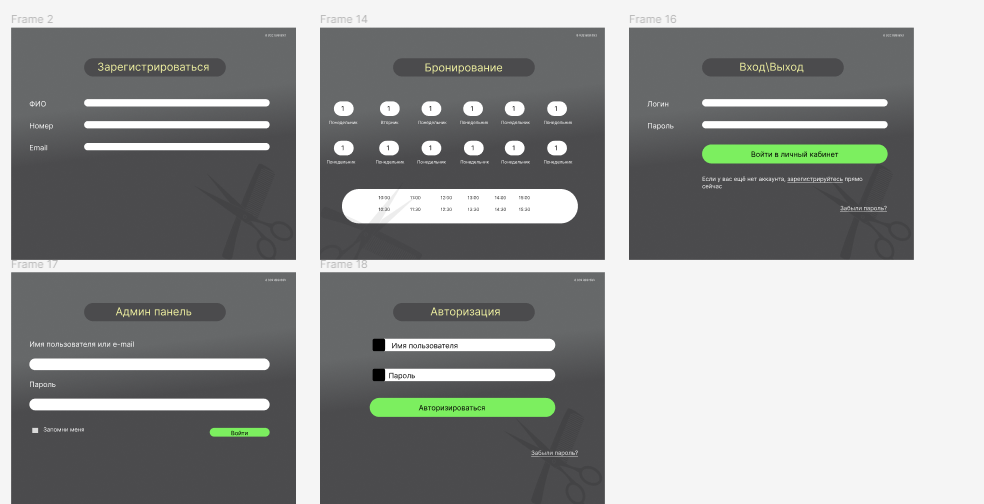 Frame 2
Зарегистрироваться
ФИО
Номер
Email
Frame 14
Бронирование
1 1 1 1 1 1
Понедельник Вторник Понедельник Понедельник Понедельник Понедельник
1 1 1 1 1 1
Понедельник Понедельник Понедельник Понедельник Понедельник Понедельник
10:00 11:00 12:00 13:00 14:00 15:00
10:30 11:30 12:30 13:30 14:30 15:30
Frame 16
Вход\Выход
Логин
Пароль
Войти в личный кабинет
Если у вас ещё нет аккаунта, зарегистрируйтесь прямо
сейчас
Забыли пароль?
Frame 17
Админ панель
Имя пользователя или e-mail
Пароль
Запомни меня
Войти
Frame 18
Авторизация
Имя пользователя
Пароль
Авторизироваться
Забыли пароль?